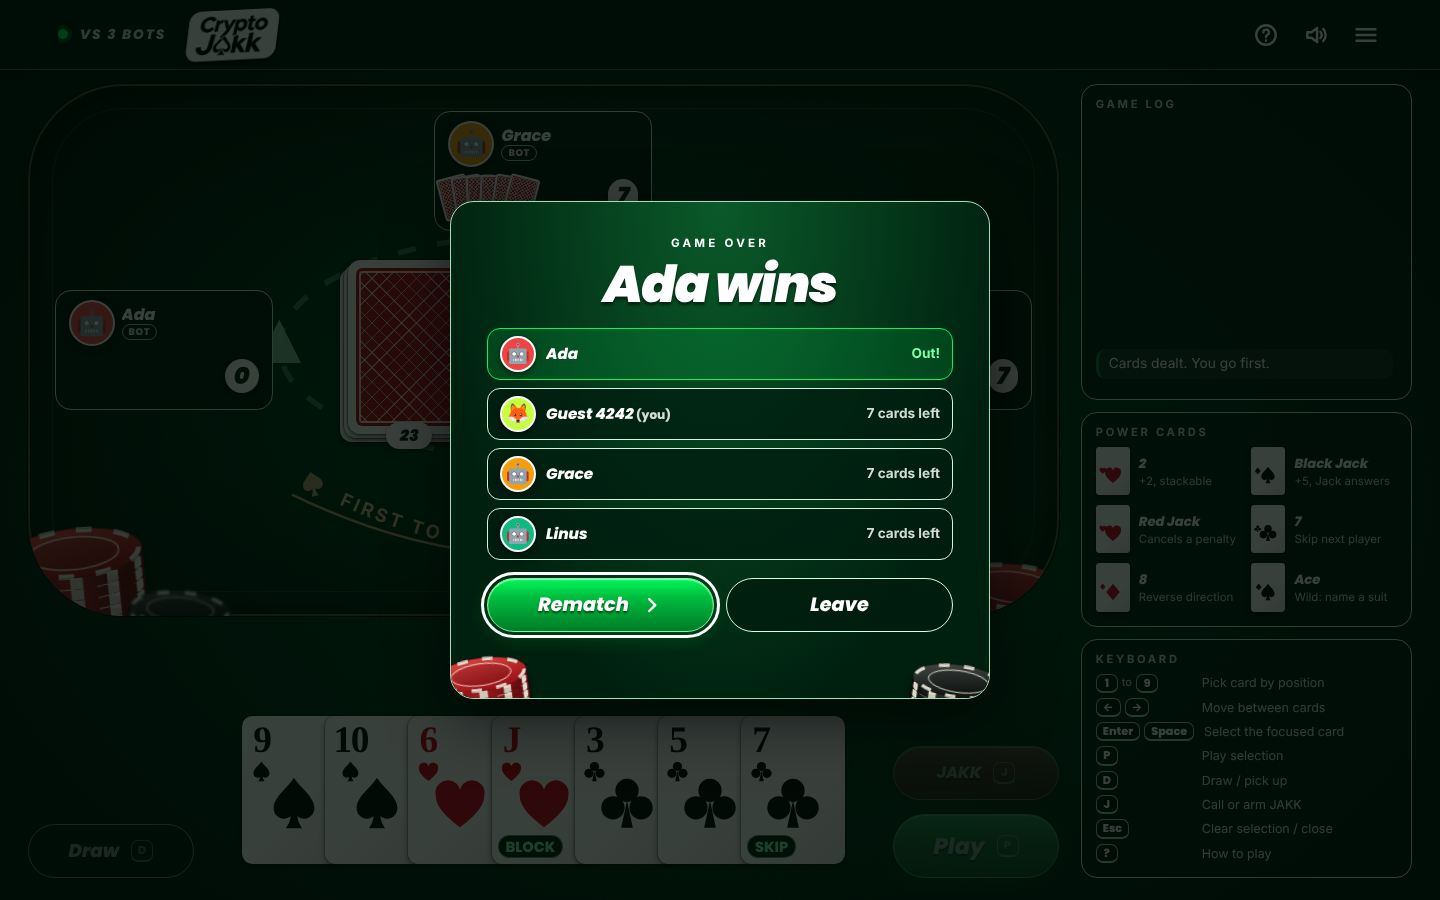 VS 3 BOTS
Crypto
Jakk
GAME LOG
Grace
BOT
7
Ada
BOT
0
23
FIRST TO
7
Cards dealt. You go first.
GAME OVER
Ada wins
Ada
Out!
Guest 4242 (you)
7 cards left
Grace
7 cards left
Linus
7 cards left
Rematch
Leave
POWER CARDS
2
+2, stackable
Black Jack
+5, Jack answers
Red Jack
Cancels a penalty
7
Skip next player
8
Reverse direction
Ace
Wild: name a suit
KEYBOARD
1 to 9 Pick card by position
← → Move between cards
Enter Space Select the focused card
P Play selection
D Draw / pick up
J Call or arm JAKK
Esc Clear selection / close
? How to play
9
10
6
J
BLOCK
3
5
7
SKIP
Draw D
JAKK J
Play P